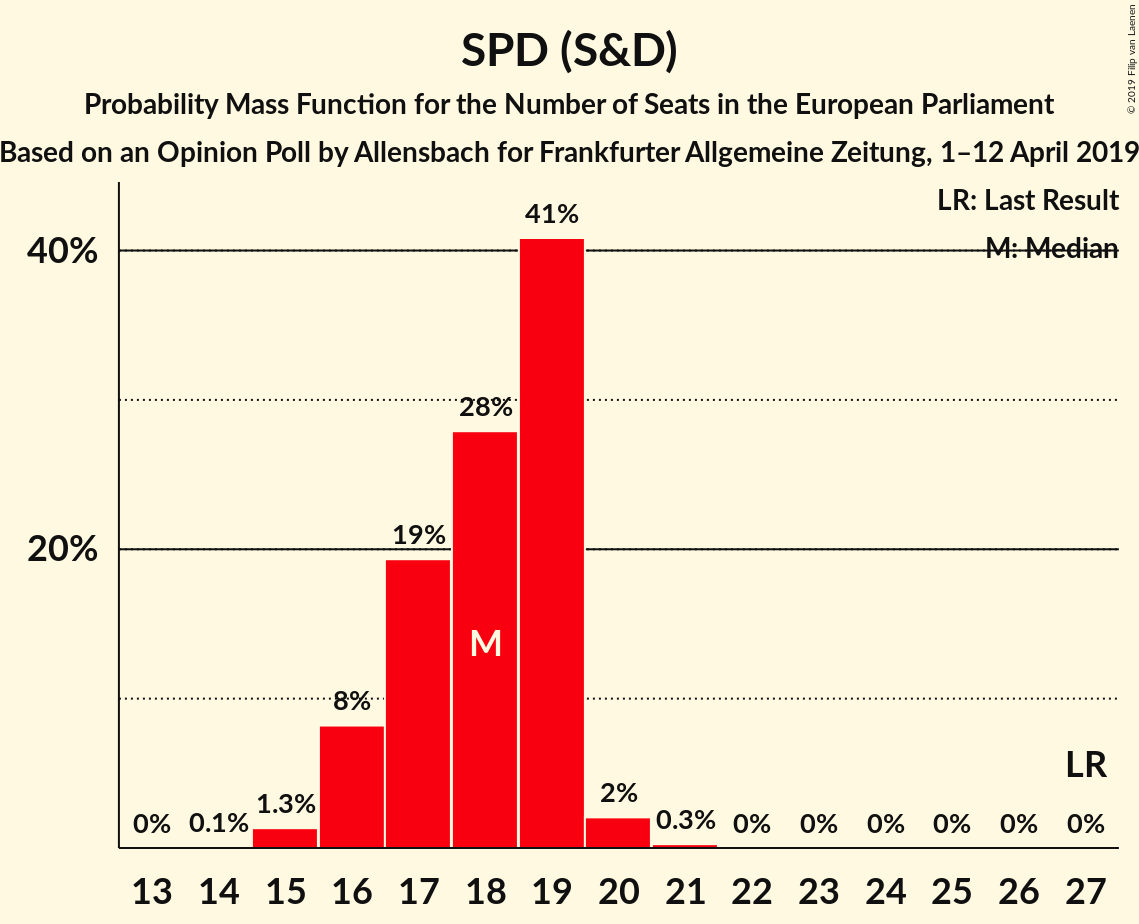 SPD (S&D)
Probability Mass Function for the Number of Seats in the European Parliament
Based on an Opinion Poll by Allensbach for Frankfurter Allgemeine Zeitung, 1–12 April 2019
© 2019 Filip van Laenen
LR: Last Result
M: Median
40%
20%
0%
0.1%
1.3%
8%
19%
28%
41%
2%
0.3%
0%
0%
0%
0%
0%
0%
M
LR
13 14 15 16 17 18 19 20 21 22 23 24 25 26 27